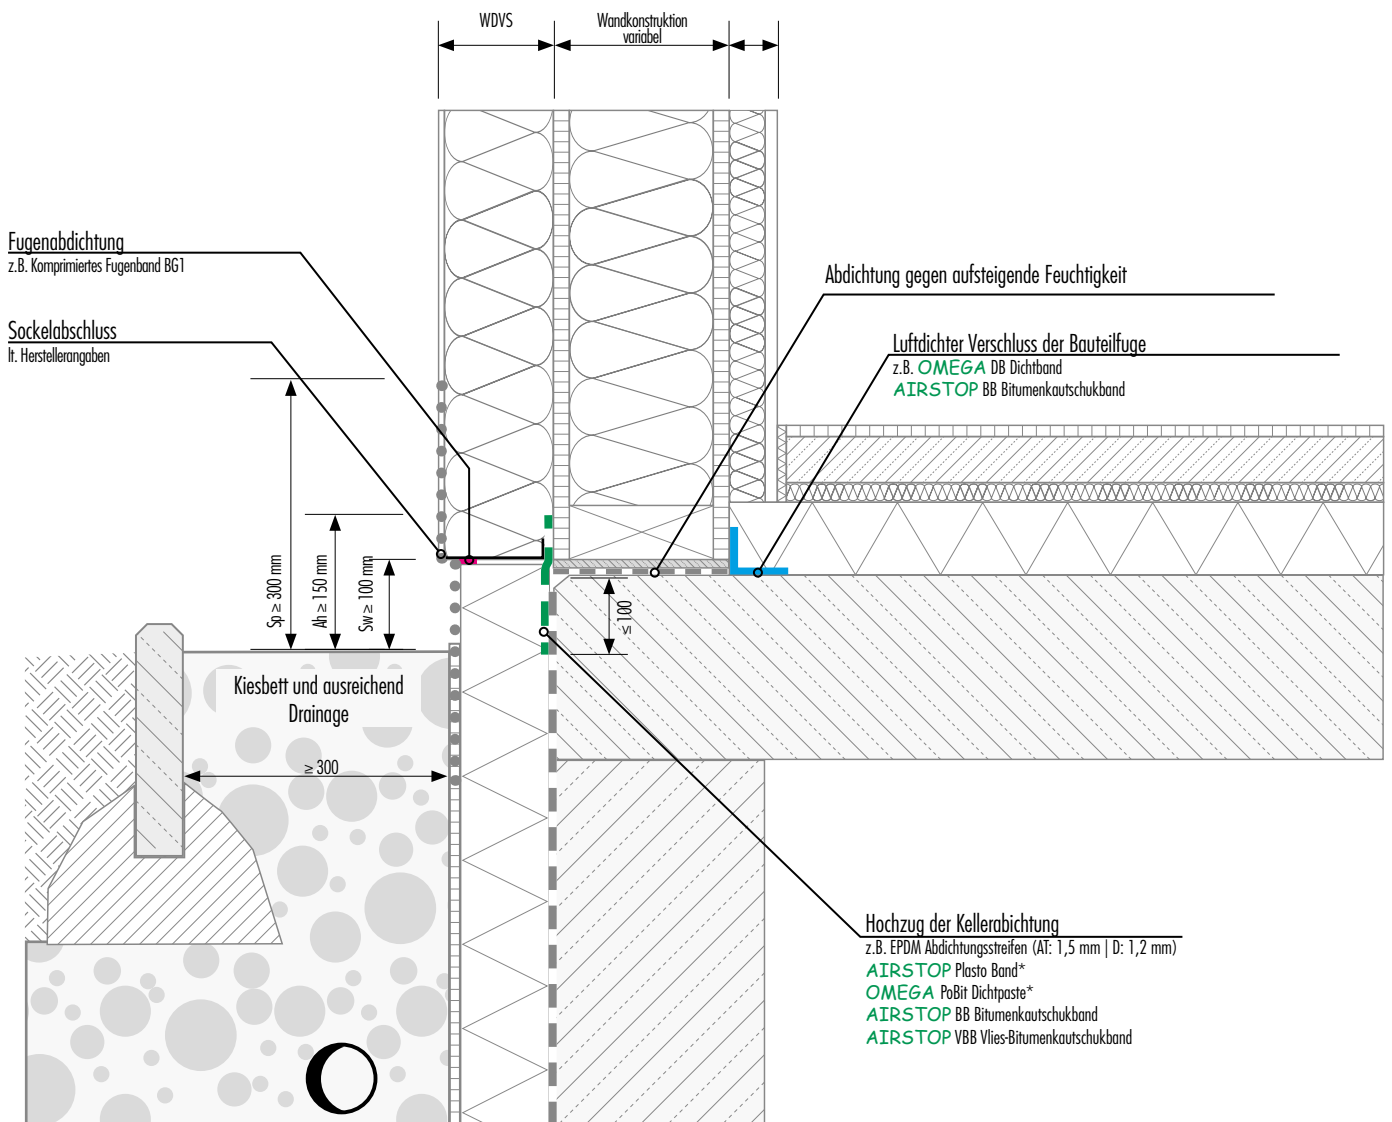 WDVS
Wandkonstruktion
variabel
Fugenabdichtung
z.B. Komprimiertes Fugenband BG1
Sockelabschluss
lt. Herstellerangaben
Abdichtung gegen aufsteigende Feuchtigkeit
Luftdichter Verschluss der Bauteilfuge
z.B. OMEGA DB Dichtband
AIRSTOP BB Bitumenkautschukband
Sp ≥ 300 mm
Ah ≥ 150 mm
Sw ≥ 100 mm
≥ 100
Kiesbett und ausreichend
Drainage
≥ 300
Hochzug der Kellerabichtung
z.B. EPDM Abdichtungsstreifen (AT: 1,5 mm | D: 1,2 mm)
AIRSTOP Plasto Band*
OMEGA PoBit Dichtpaste*
AIRSTOP BB Bitumenkautschukband
AIRSTOP VBB Vlies-Bitumenkautschukband